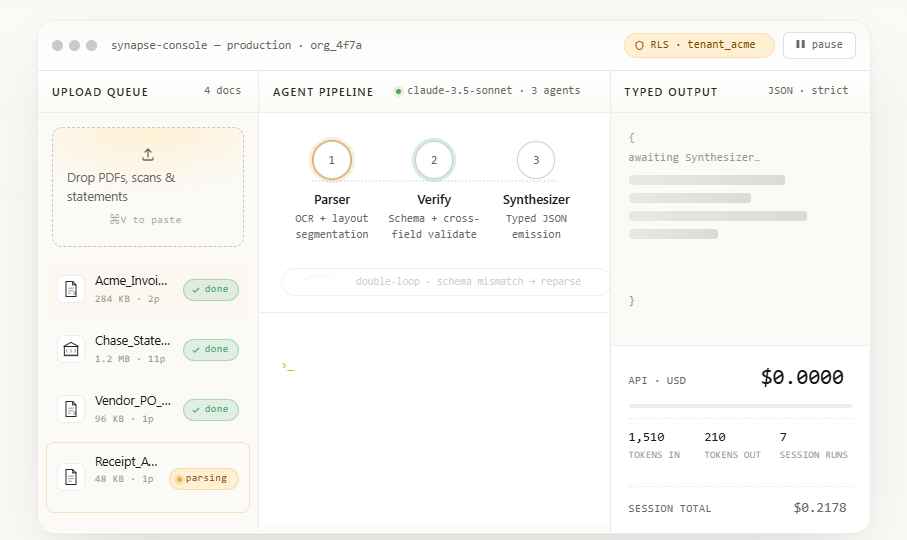 synapse-console — production · org_4f7a
RLS · tenant_acme
pause
UPLOAD QUEUE
4 docs
Drop PDFs, scans &
statements
⌘V to paste
Acme_Invoi…
284 KB · 2p
done
Chase_State…
1.2 MB · 11p
done
Vendor_PO_…
96 KB · 1p
done
Receipt_A…
48 KB · 1p
parsing
AGENT PIPELINE
claude-3.5-sonnet · 3 agents
1
2
3
Parser
OCR + layout
segmentation
Verify
Schema + cross-
field validate
Synthesizer
Typed JSON
emission
double-loop · schema mismatch → reparse
›_
TYPED OUTPUT
JSON · strict
{
awaiting Synthesizer…
}
API · USD
$0.0000
1,510
TOKENS IN
210
TOKENS OUT
7
SESSION RUNS
SESSION TOTAL
$0.2178